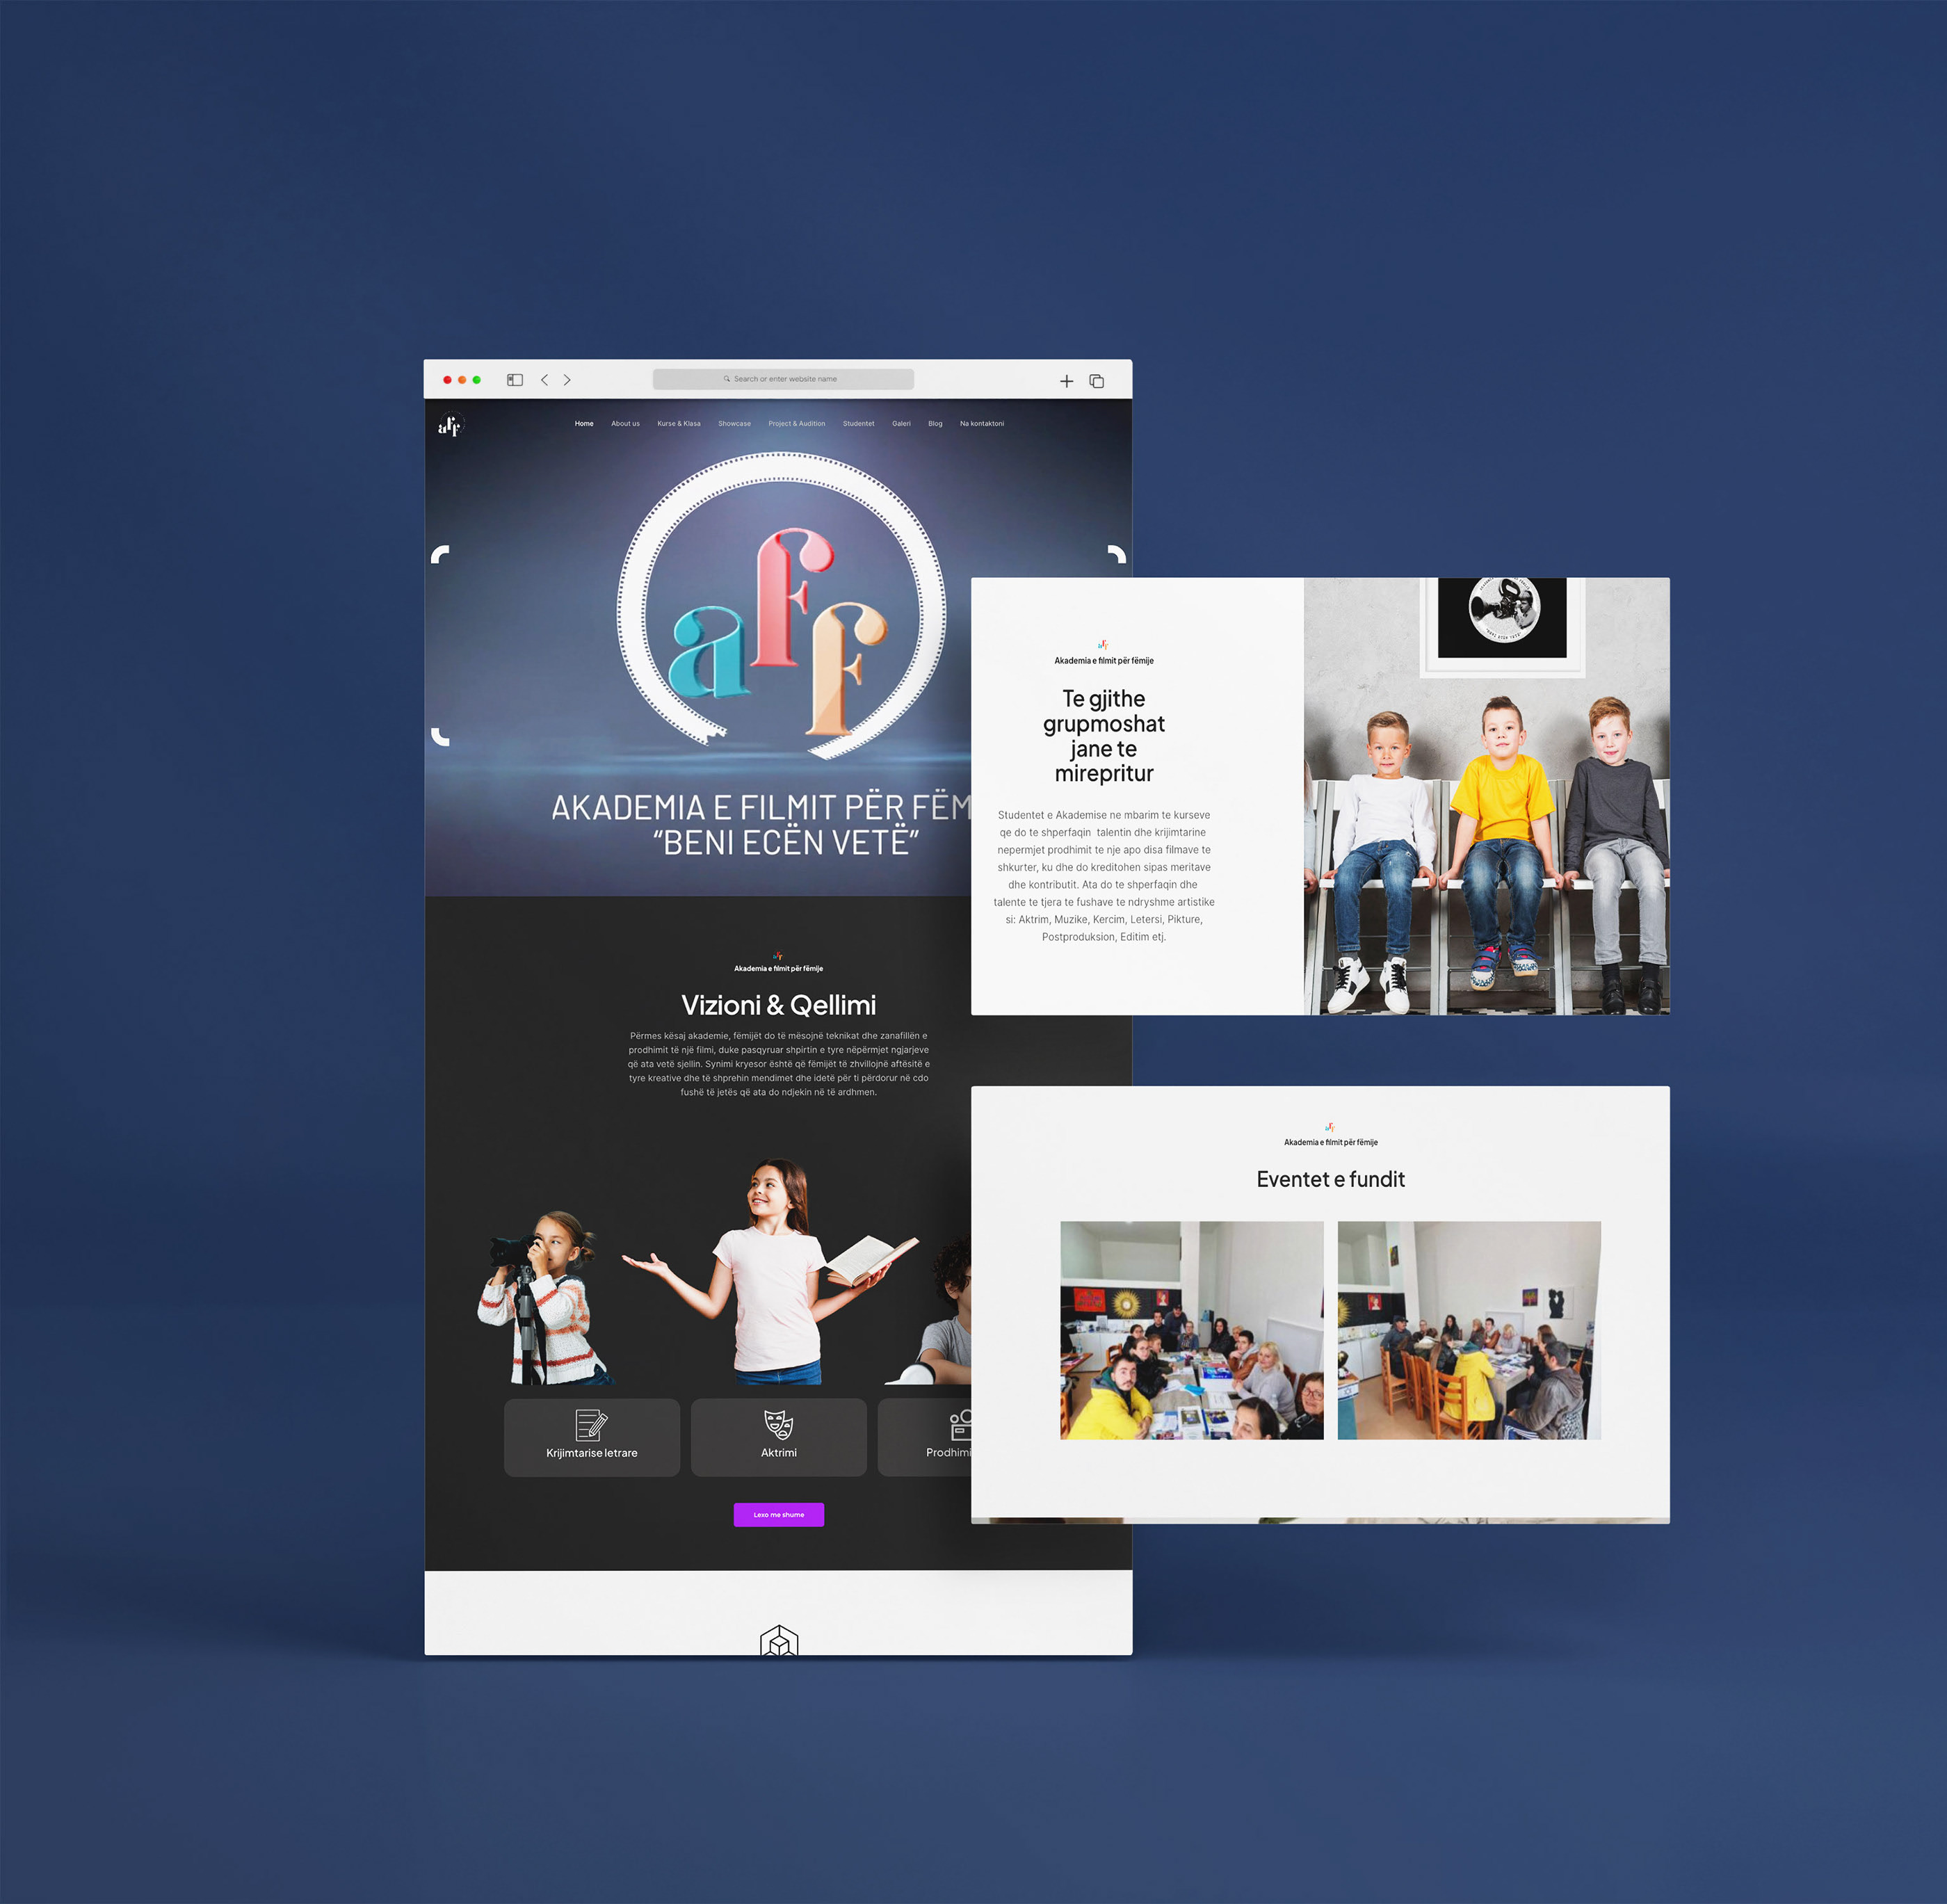 Search or enter website name
aff
Home About us Kurse & Klasa Showcase Project & Audition Studentet Galeri Blog Na kontaktoni
aff
AKADEMIA E FILMIT PËR FËM
“BENI ECËN VETË”
aff
Akademia e filmit për fëmije
Vizioni & Qellimi
Përmes kësaj akademie, fëmijët do të mësojnë teknikat dhe zanafillën e
prodhimit të një filmi, duke pasqyruar shpirtin e tyre nëpërmjet ngjarjeve
që ata vetë sjellin. Synimi kryesor është që fëmijët të zhvillojnë aftësitë e
tyre kreative dhe të shprehin mendimet dhe idetë për ti përdorur në cdo
fushë të jetës që ata do ndjekin në të ardhmen.
Krijimtarise letrare
Aktrimi
Prodhimi
Lexo me shume
aff
Akademia e filmit për fëmije
Te gjithe
grupmoshat
jane te
mirepritur
Studentet e Akademise ne mbarim te kurseve
qe do te shperfaqin talentin dhe krijimtarine
nepermjet prodhimit te nje apo disa filmave te
shkurter, ku dhe do kreditohen sipas meritave
dhe kontributit. Ata do te shperfaqin dhe
talente te tjera te fushave te ndryshme artistike
si: Aktrim, Muzike, Kercim, Letersi, Pikture,
Postproduksion, Editim etj.
"BENI ECËN VETË"
aff
Akademia e filmit për fëmije
Eventet e fundit